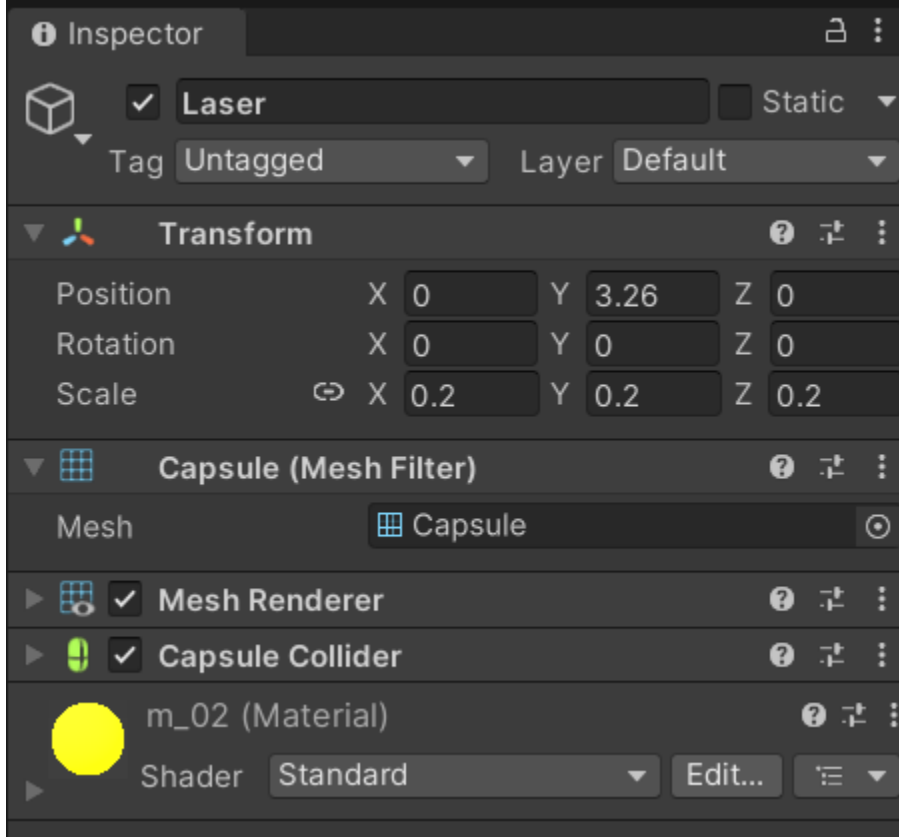 Inspector
Laser Static
Tag Untagged Layer Default
Transform
Position X 0 Y 3.26 Z 0
Rotation X 0 Y 0 Z 0
Scale X 0.2 Y 0.2 Z 0.2
Capsule (Mesh Filter)
Mesh Capsule
Mesh Renderer
Capsule Collider
m_02 (Material)
Shader Standard Edit...